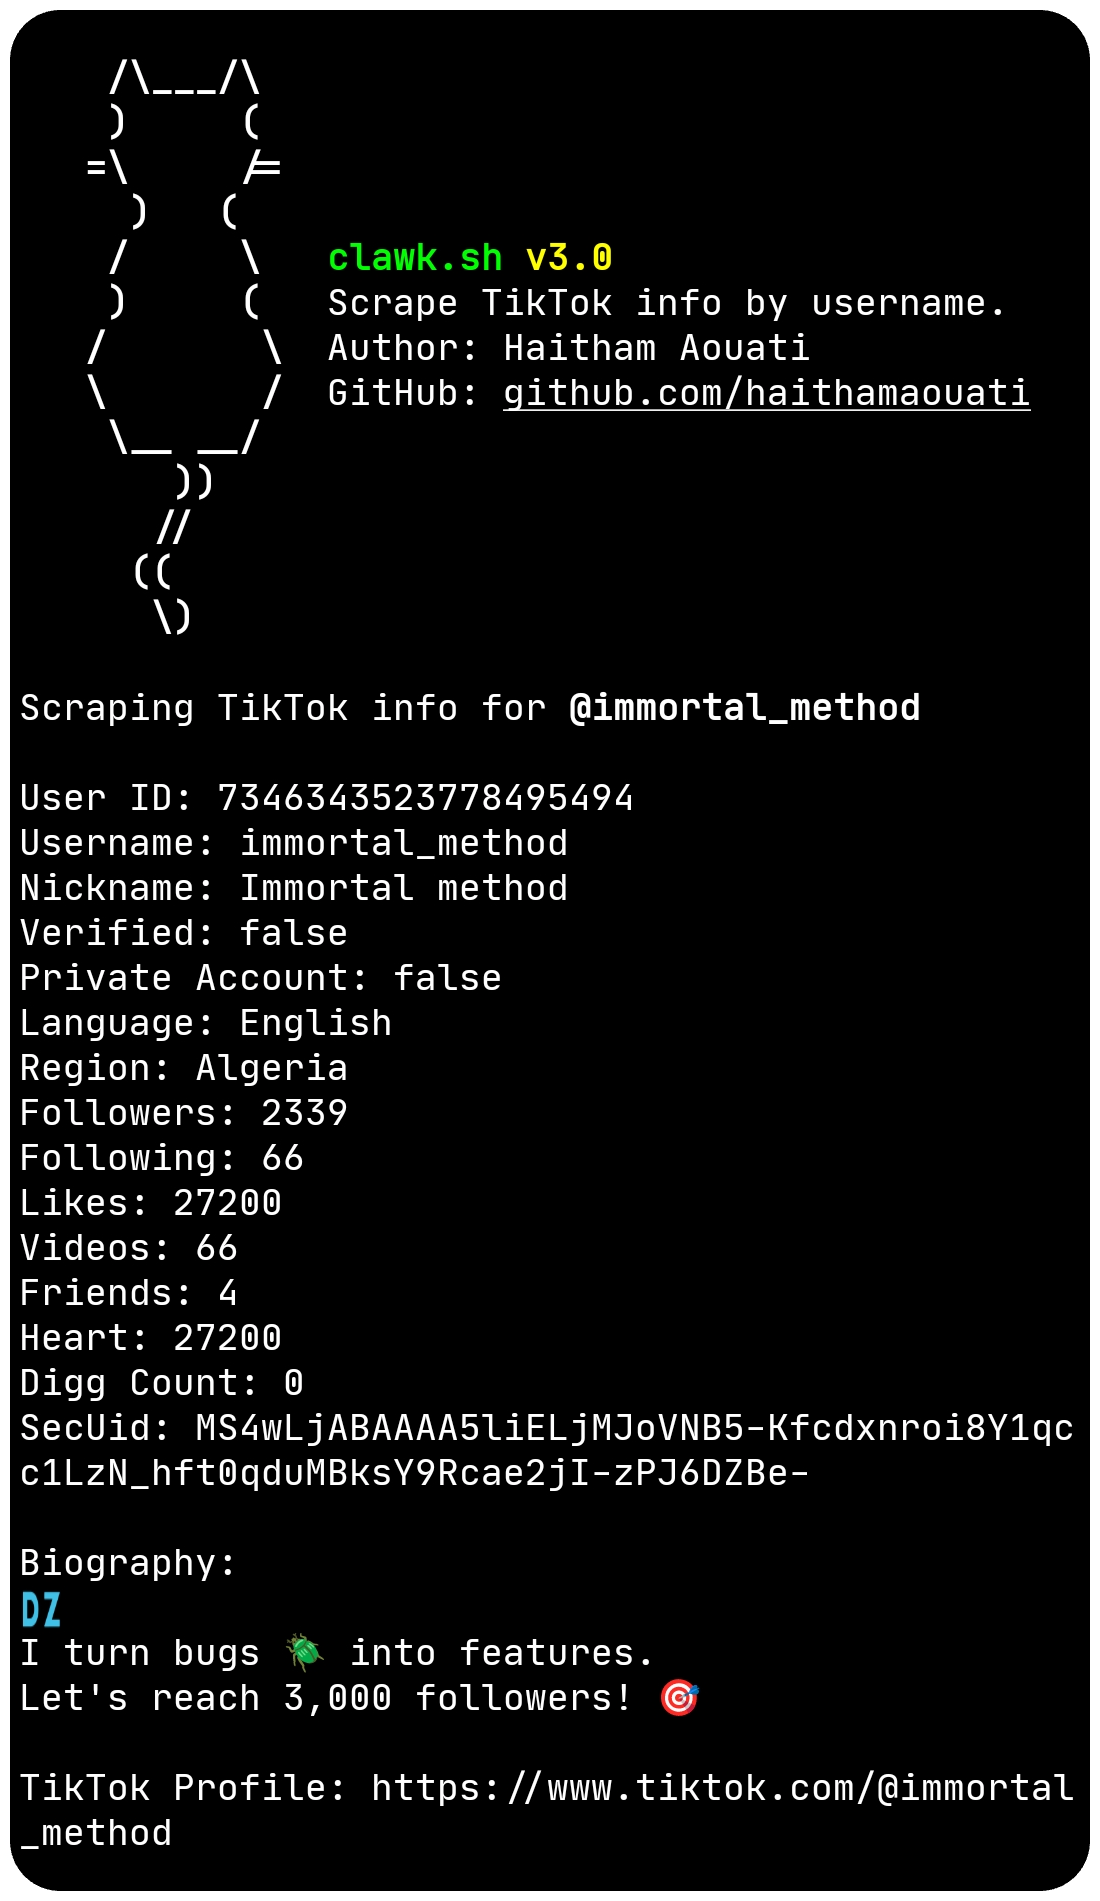 /\___/\
)     (
=\     /=
)   (
/     \
)     (
/       \
\       /
\__ __/
))
//
((
\)
clawk.sh v3.0
Scrape TikTok info by username.
Author: Haitham Aouati
GitHub: github.com/haithamaouati
Scraping TikTok info for @immortal_method
User ID: 7346343523778495494
Username: immortal_method
Nickname: Immortal method
Verified: false
Private Account: false
Language: English
Region: Algeria
Followers: 2339
Following: 66
Likes: 27200
Videos: 66
Friends: 4
Heart: 27200
Digg Count: 0
SecUid: MS4wLjABAAAA5liELjMJoVNB5-Kfcdxnroi8Y1qc
c1LzN_hft0qduMBksY9Rcae2jI-zPJ6DZBe-
Biography:
DZ
I turn bugs 🪲 into features.
Let's reach 3,000 followers! 🎯
TikTok Profile: https://www.tiktok.com/@immortal
_method